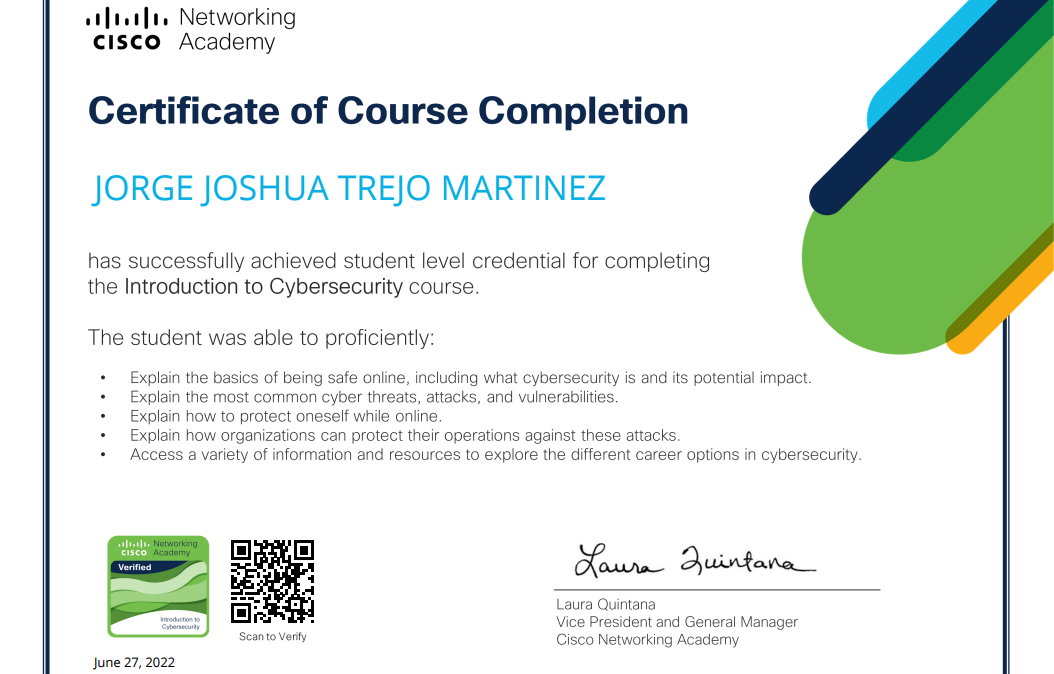 Networking
CISCO Academy
Certificate of Course Completion
JORGE JOSHUA TREJO MARTINEZ
has successfully achieved student level credential for completing
the Introduction to Cybersecurity course.
The student was able to proficiently:
• Explain the basics of being safe online, including what cybersecurity is and its potential impact.
• Explain the most common cyber threats, attacks, and vulnerabilities.
• Explain how to protect oneself while online.
• Explain how organizations can protect their operations against these attacks.
• Access a variety of information and resources to explore the different career options in cybersecurity.
Networking
CISCO Academy
Verified
Introduction to
Cybersecurity
Scan to Verify
June 27, 2022
Laura Quintana
Laura Quintana
Vice President and General Manager
Cisco Networking Academy